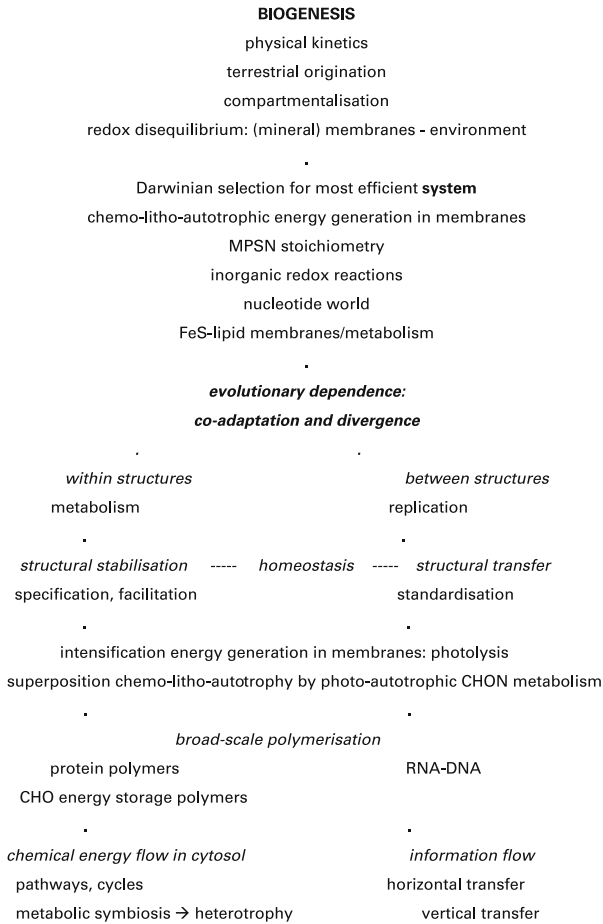 BIOGENESIS
physical kinetics
terrestrial origination
compartmentalisation
redox disequilibrium: (mineral) membranes - environment
.
Darwinian selection for most efficient system
chemo-litho-autotrophic energy generation in membranes
MPSN stoichiometry
inorganic redox reactions
nucleotide world
FeS-lipid membranes/metabolism
.
evolutionary dependence:
co-adaptation and divergence
. .
within structures between structures
metabolism replication
. .
structural stabilisation ----- homeostasis ----- structural transfer
specification, facilitation standardisation
. .
intensification energy generation in membranes: photolysis
superposition chemo-litho-autotrophy by photo-autotrophic CHON metabolism
. .
broad-scale polymerisation
protein polymers RNA-DNA
CHO energy storage polymers
. .
chemical energy flow in cytosol information flow
pathways, cycles horizontal transfer
metabolic symbiosis → heterotrophy vertical transfer